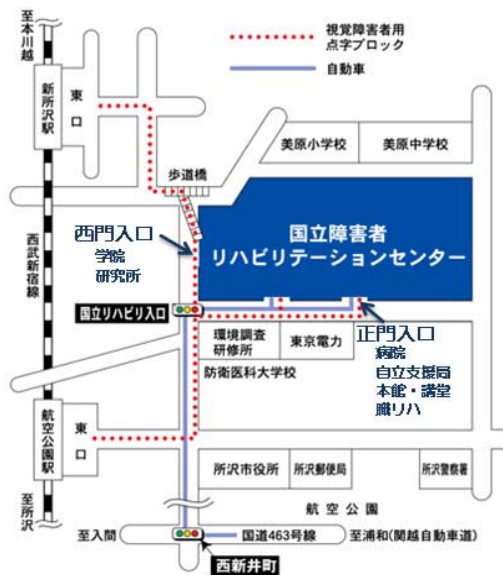 至本川越
新所沢駅
東口
西武新宿線
航空公園駅
東口
至所沢
視覚障害者用
点字ブロック
自動車
美原小学校
美原中学校
歩道橋
国立障害者
リハビリテーションセンター
西門入口
学院
研究所
国立リハビリ入口
環境調査
研修所
東京電力
防衛医科大学校
正門入口
病院
自立支援局
本館・講堂
職リハ
所沢市役所
所沢郵便局
所沢警察署
航空公園
至入間
国道463号線
至浦和(関越自動車道)
西新井町